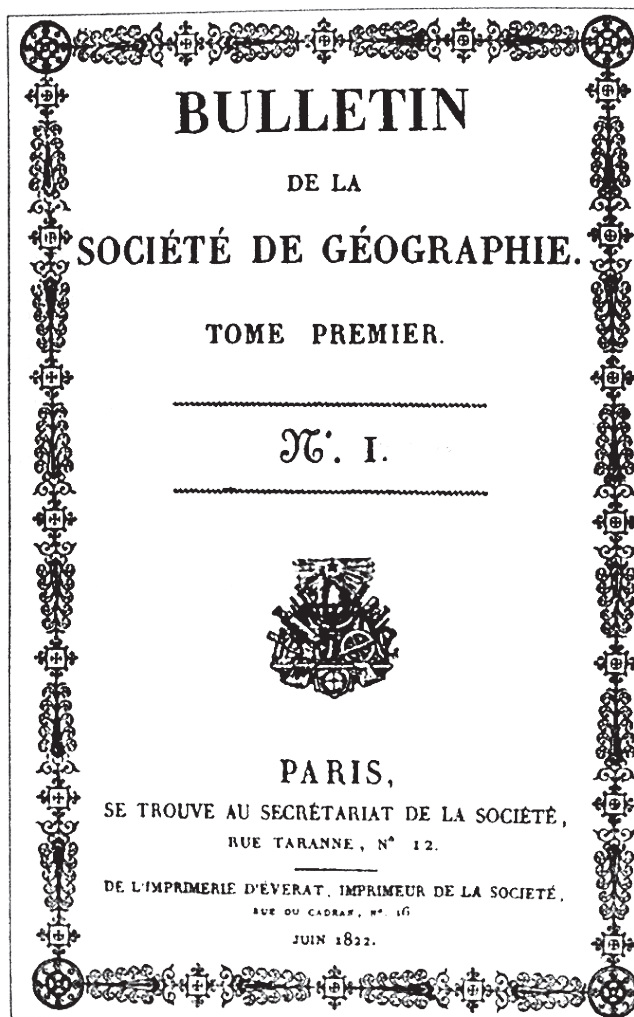 BULLETIN
DE LA
SOCIÉTÉ DE GÉOGRAPHIE.
TOME PREMIER.
N°. I.
PARIS,
SE TROUVE AU SECRÉTARIAT DE LA SOCIÉTÉ,
RUE TARANNE, N° 12.
DE L'IMPRIMERIE D'ÉVERAT, IMPRIMEUR DE LA SOCIETÉ,
RUE DU CADRAN, N°. 16
JUIN 1822.